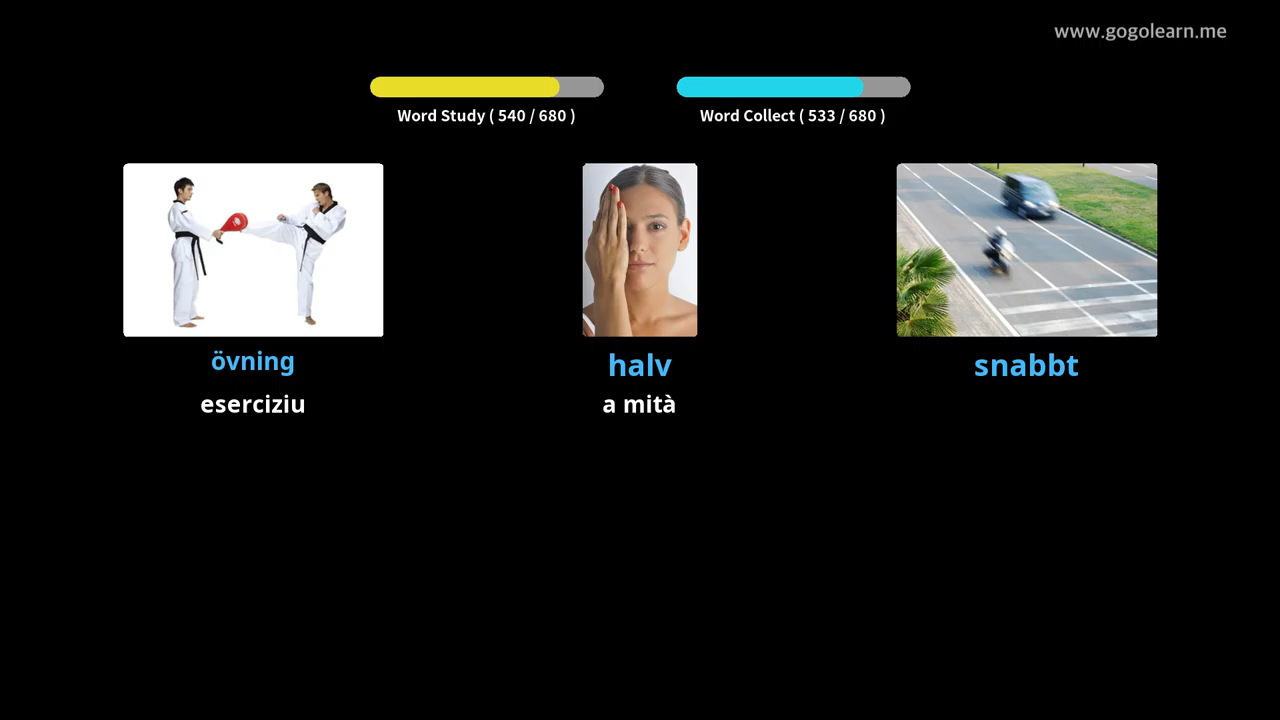 www.gogolearn.me
Word Study ( 540 / 680 )
Word Collect ( 533 / 680 )
övning
halv
snabbt
eserciziu
a mità